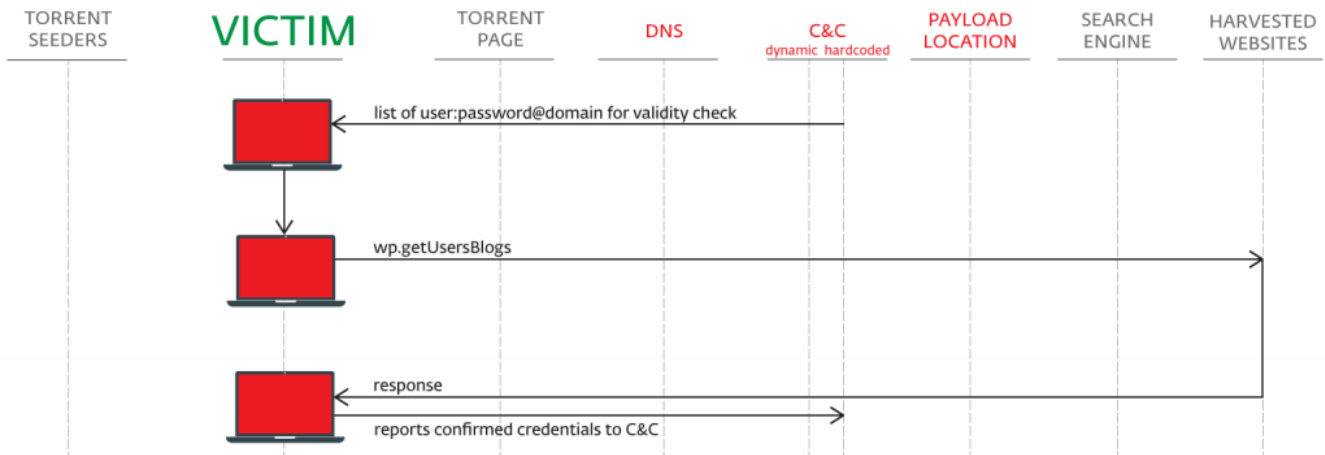 TORRENT
SEEDERS
VICTIM
TORRENT
PAGE
DNS
C&C
dynamic hardcoded
PAYLOAD
LOCATION
SEARCH
ENGINE
HARVESTED
WEBSITES
list of user:password@domain for validity check
wp.getUsersBlogs
response
reports confirmed credentials to C&C